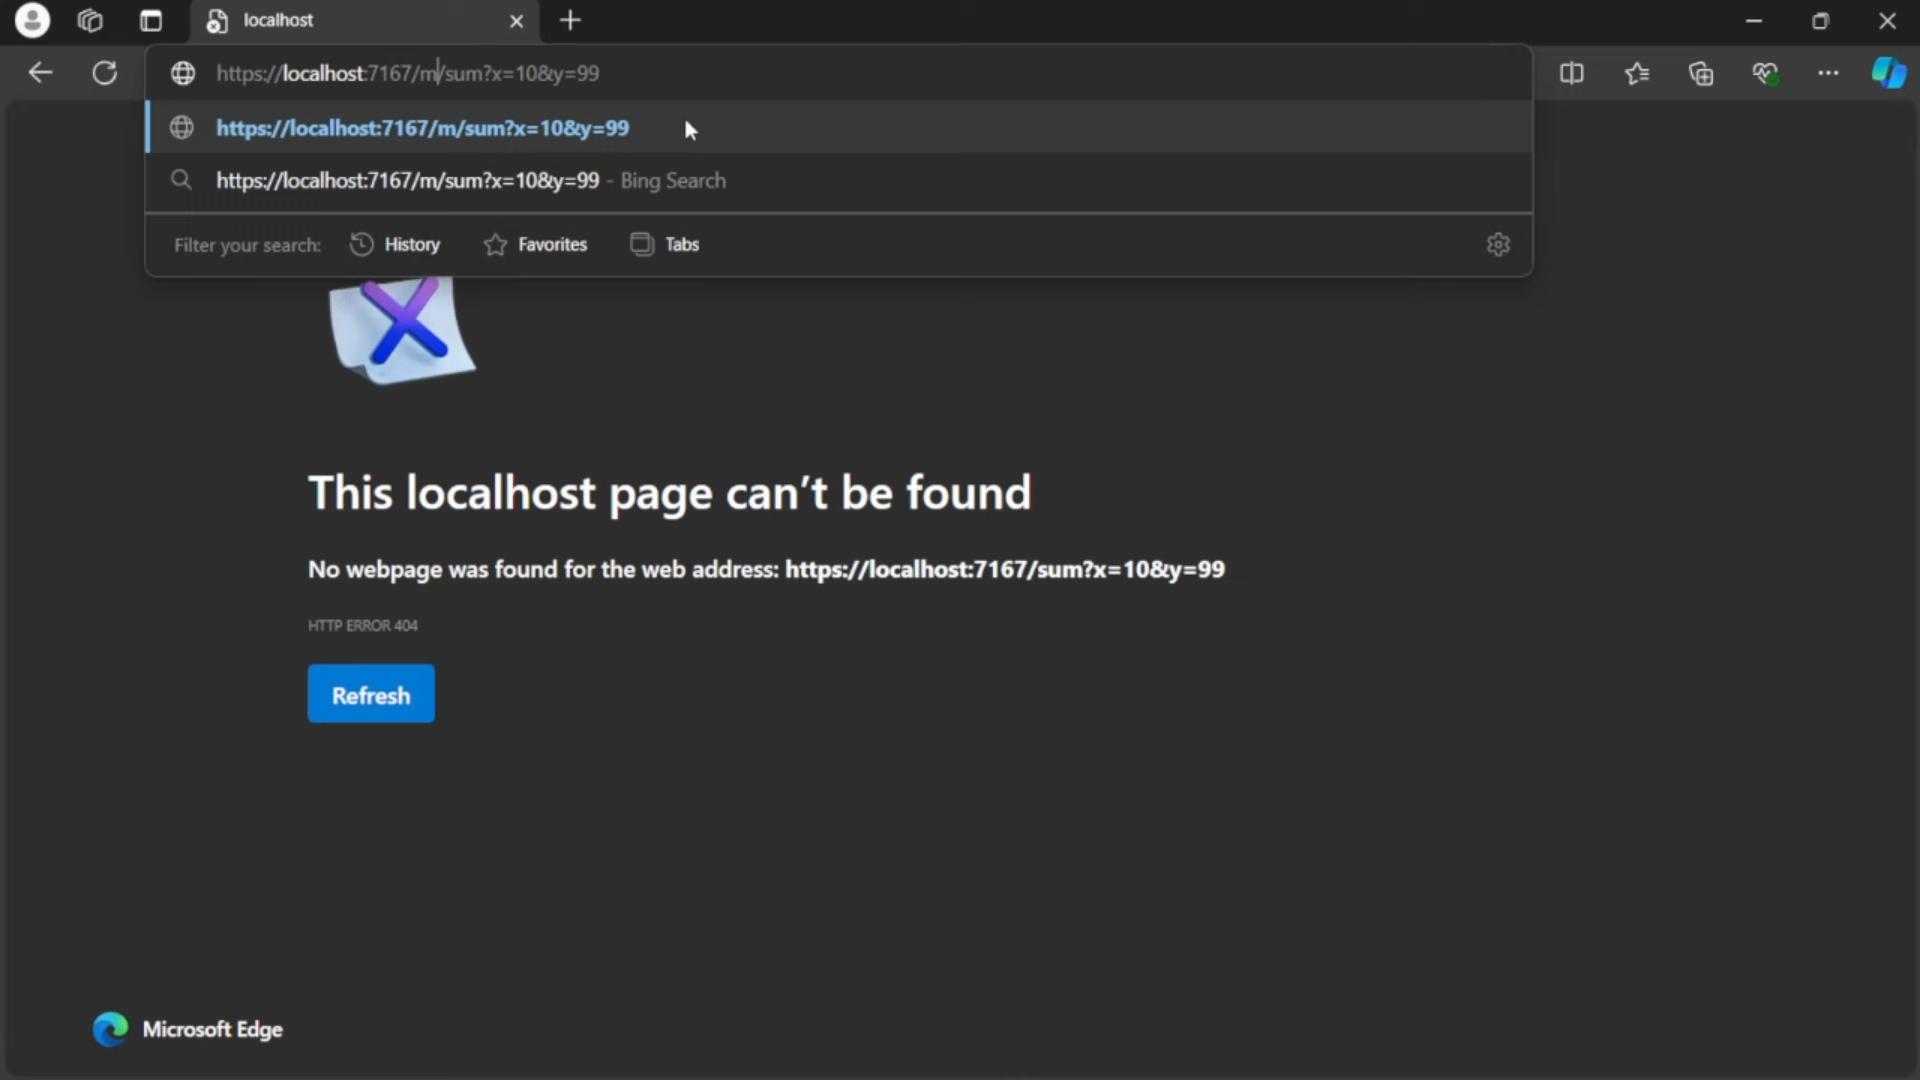 localhost
https://localhost:7167/m/sum?x=10&y=99
https://localhost:7167/m/sum?x=10&y=99
https://localhost:7167/m/sum?x=10&y=99 - Bing Search
Filter your search: History Favorites Tabs
This localhost page can’t be found
No webpage was found for the web address: https://localhost:7167/sum?x=10&y=99
HTTP ERROR 404
Refresh
Microsoft Edge